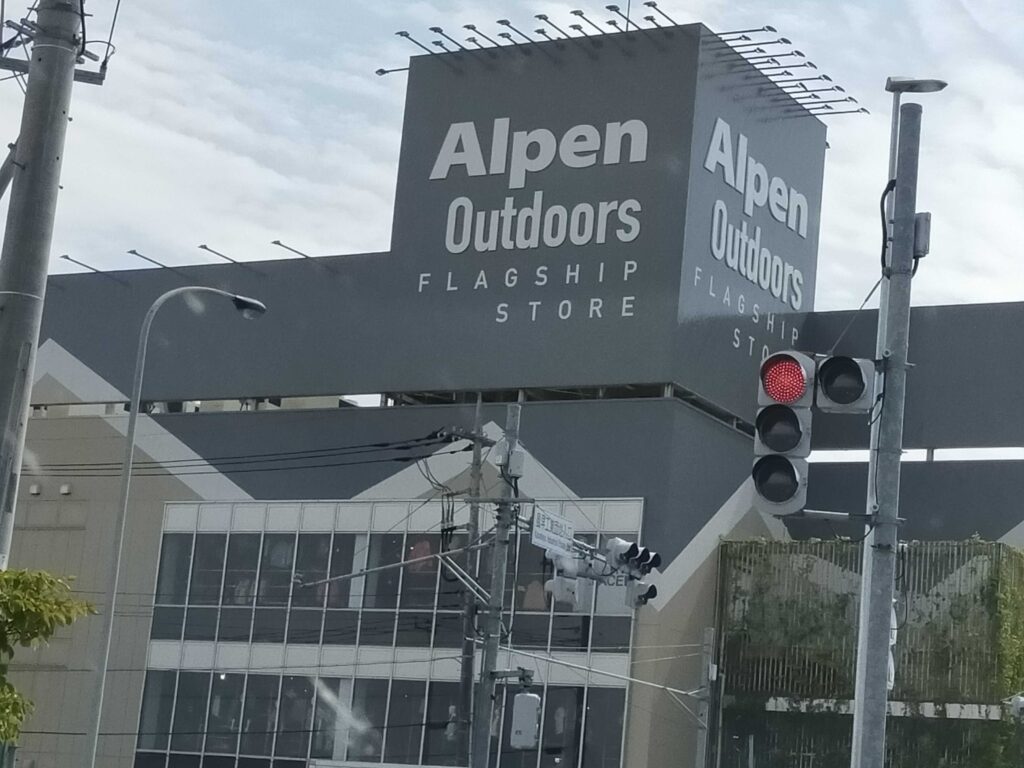 Alpen
Outdoors
FLAGSHIP
STORE
Alpen
Outdoors
FLAGSHIP
STO